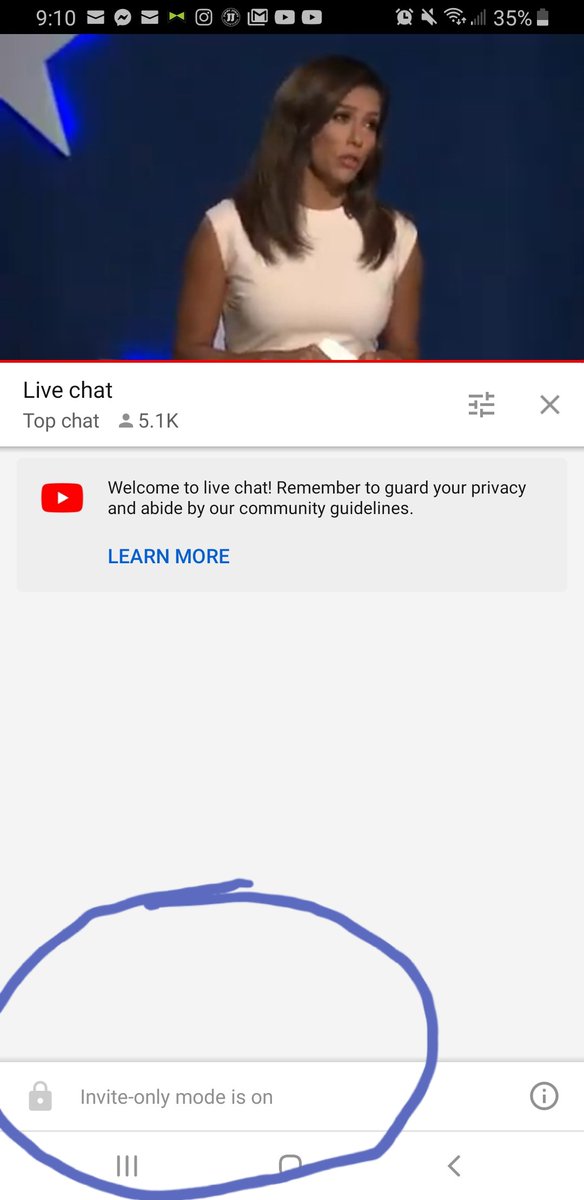 9:10 35%
Live chat
Top chat 5.1K
Welcome to live chat! Remember to guard your privacy
and abide by our community guidelines.
LEARN MORE
Invite-only mode is on